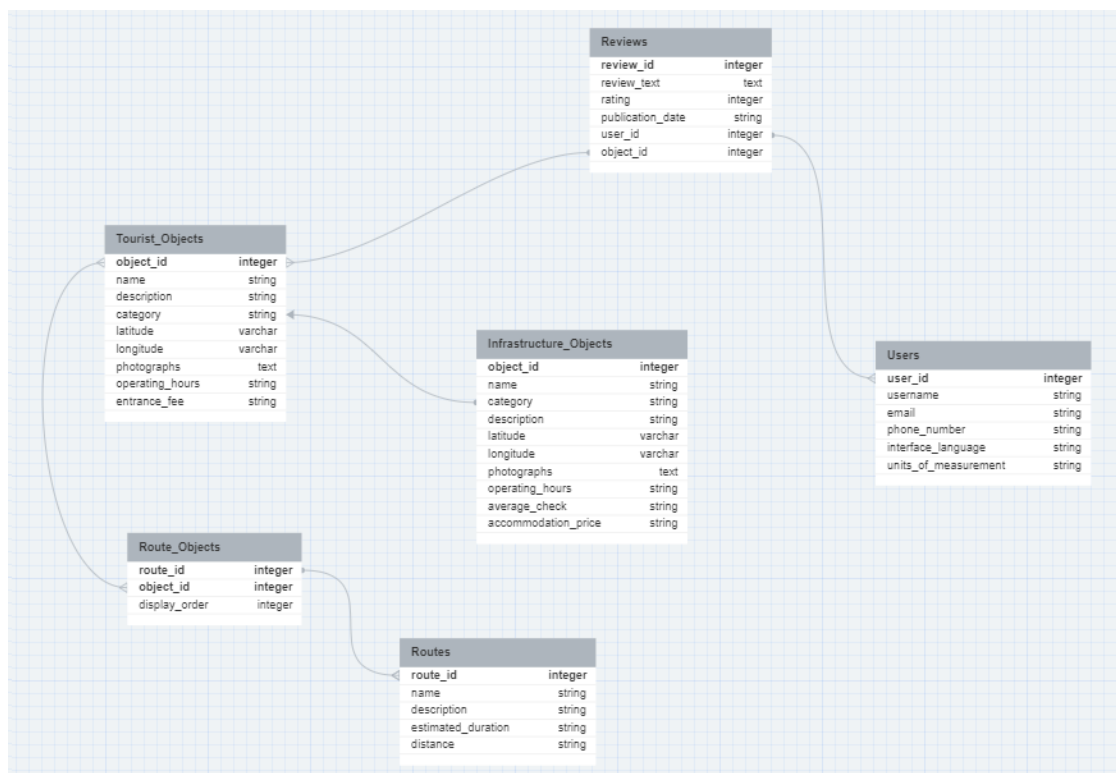 Reviews
review_id integer
review_text text
rating integer
publication_date string
user_id integer
object_id integer
Tourist_Objects
object_id integer
name string
description string
category string
latitude varchar
longitude varchar
photographs text
operating_hours string
entrance_fee string
Infrastructure_Objects
object_id integer
name string
category string
description string
latitude varchar
longitude varchar
photographs text
operating_hours string
average_check string
accommodation_price string
Users
user_id integer
username string
email string
phone_number string
interface_language string
units_of_measurement string
Route_Objects
route_id integer
object_id integer
display_order integer
Routes
route_id integer
name string
description string
estimated_duration string
distance string